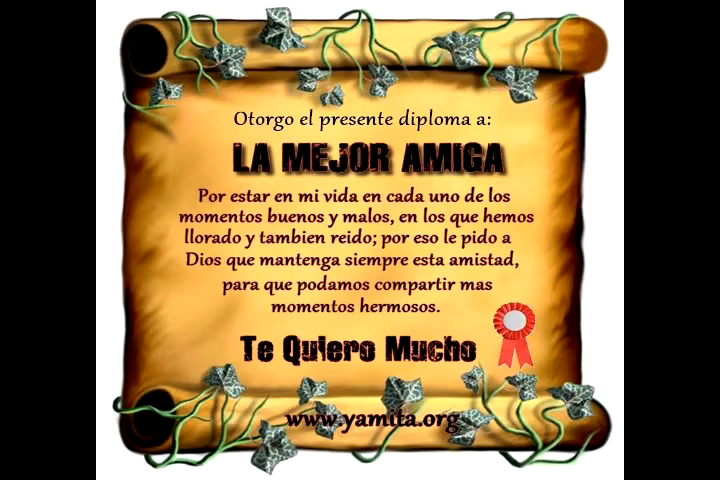 Otorgo el presente diploma a:
LA MEJOR AMIGA
Por estar en mi vida en cada uno de los
momentos buenos y malos, en los que hemos
llorado y tambien reido; por eso le pido a
Dios que mantenga siempre esta amistad,
para que podamos compartir mas
momentos hermosos.
Te Quiero Mucho
www.yamita.org